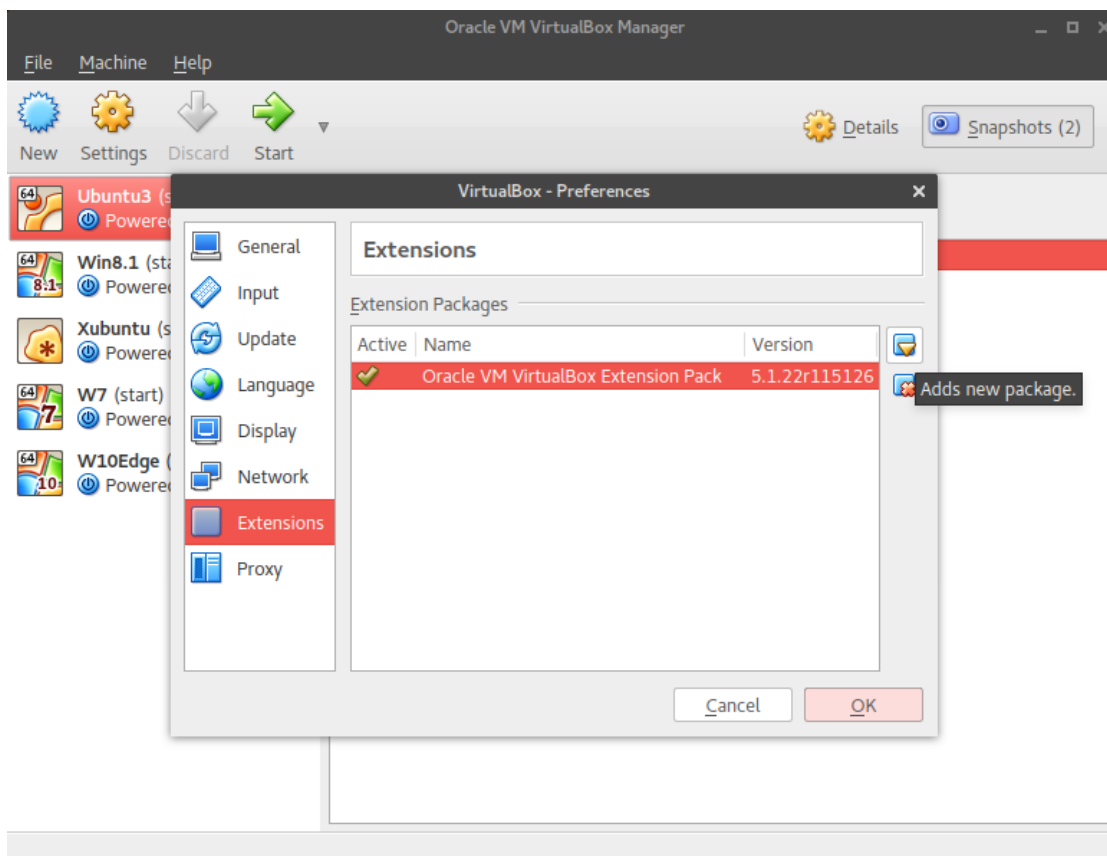 Oracle VM VirtualBox Manager
File Machine Help
New Settings Discard Start
Details Snapshots (2)
64 Ubuntu3 (s
Powered
64 8.1 Win8.1 (sta
Powered
Xubuntu (s
Powered
64 7 W7 (start)
Powered
64 10 W10Edge (
Powered
VirtualBox - Preferences
General
Input
Update
Language
Display
Network
Extensions
Proxy
Extensions
Extension Packages
Active Name Version
Oracle VM VirtualBox Extension Pack 5.1.22r115126
Adds new package.
Cancel OK